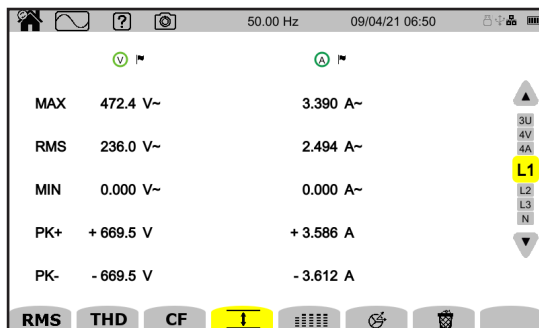 ? 50.00 Hz 09/04/21 06:50
V A
MAX 472.4 V~ 3.390 A~
RMS 236.0 V~ 2.494 A~
MIN 0.000 V~ 0.000 A~
PK+ + 669.5 V + 3.586 A
PK- - 669.5 V - 3.612 A
3U
4V
4A
L1
L2
L3
N
RMS THD CF